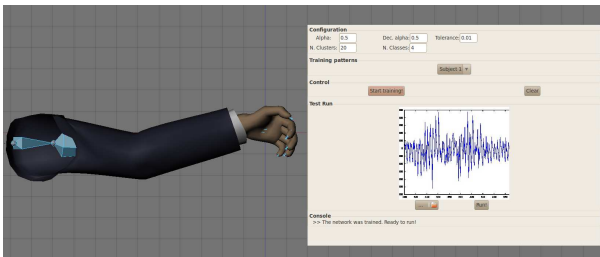 Configuration
Alpha: 0.5 Dec. alpha: 0.5 Tolerance: 0.01
N. Clusters: 20 N. Classes: 4
Training patterns
Subject 1
Control
Start training! Clear
Test Run
Run!
Console
>> The network was trained. Ready to run!